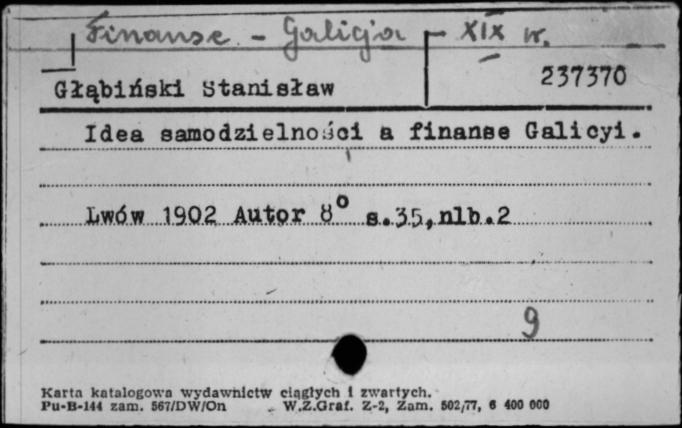 Finanse - Galicja - XIX w.
Głąbiński Stanisław
237370
Idea samodzielności a finanse Galicyi.
Lwów 1902 Autor 8° s.35,nlb.2
9
Karta katalogowa wydawnictw ciągłych i zwartych.
Pu-B-144 zam. 567/DW/On W.Z.Graf. Z-2, Zam. 502/77, 6 400 000